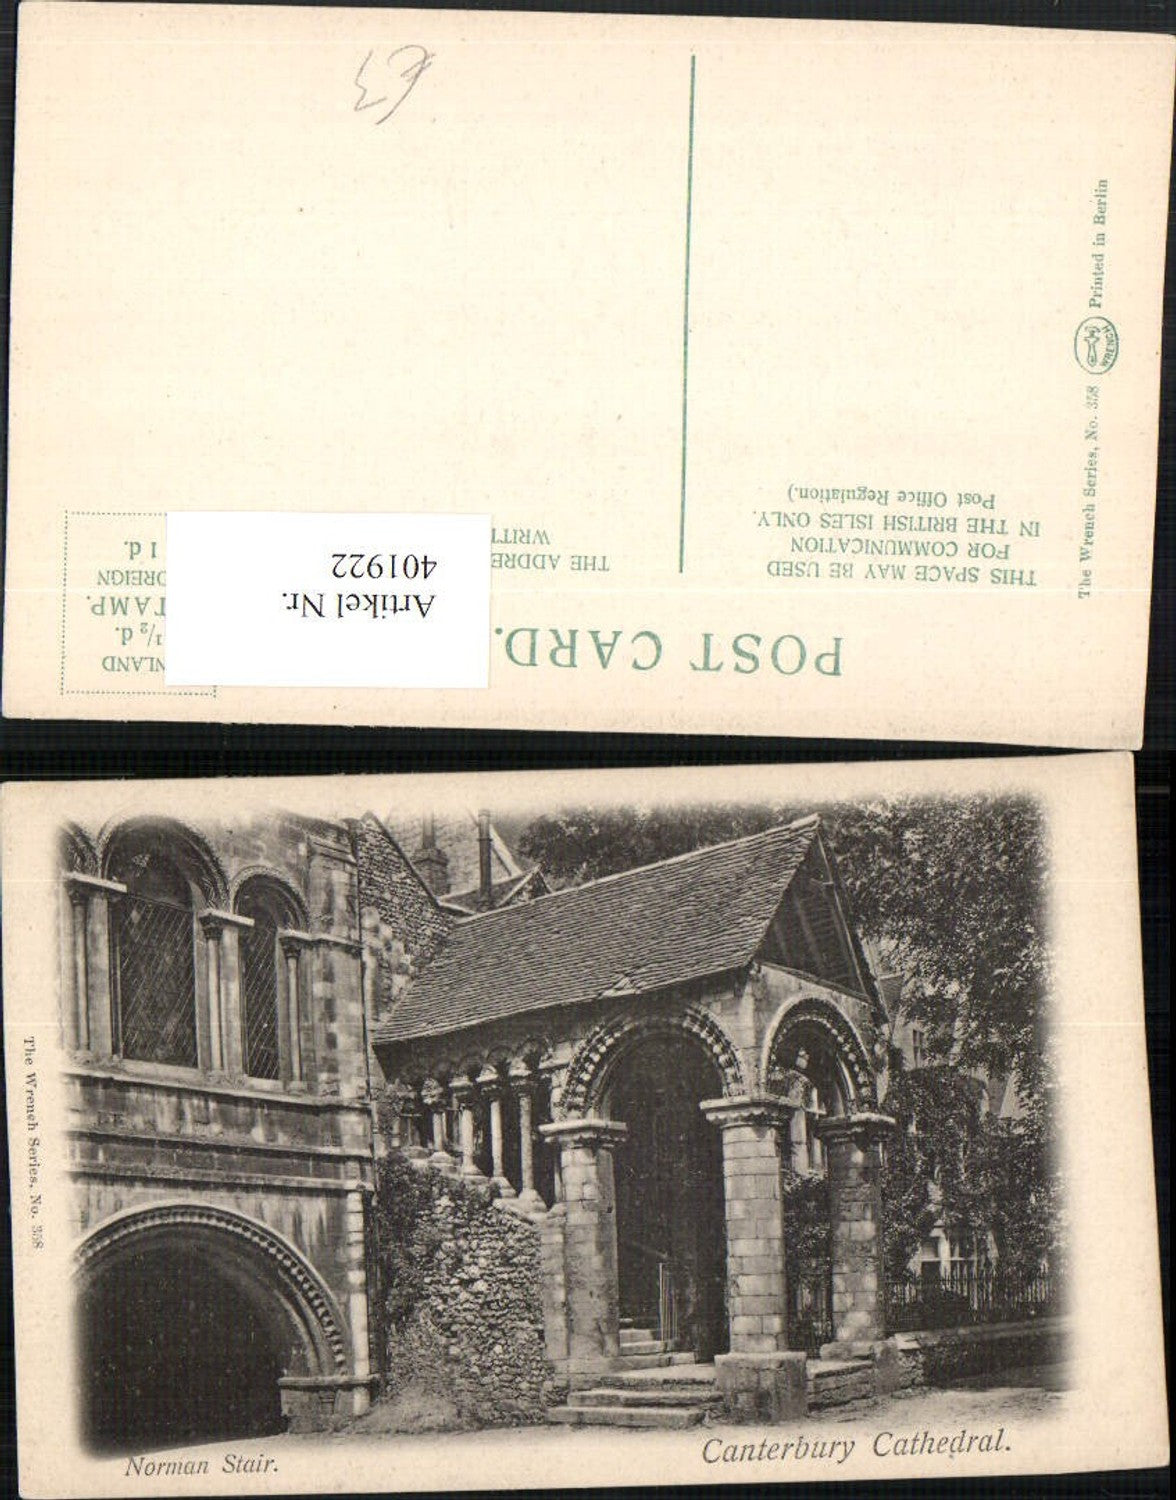 £3
POST CARD.
THIS SPACE MAY BE USED
FOR COMMUNICATION
IN THE BRITISH ISLES ONLY.
Post Office Regulation.)
THE ADDRE
WRITT
NLAND
1/2 d.
TAMP.
OREIGN
1 d.
Artikel Nr.
401922
The Wrench Series, No. 358 WRENCH Printed in Berlin
The Wrench Series, No. 358
Norman Stair.
Canterbury Cathedral.